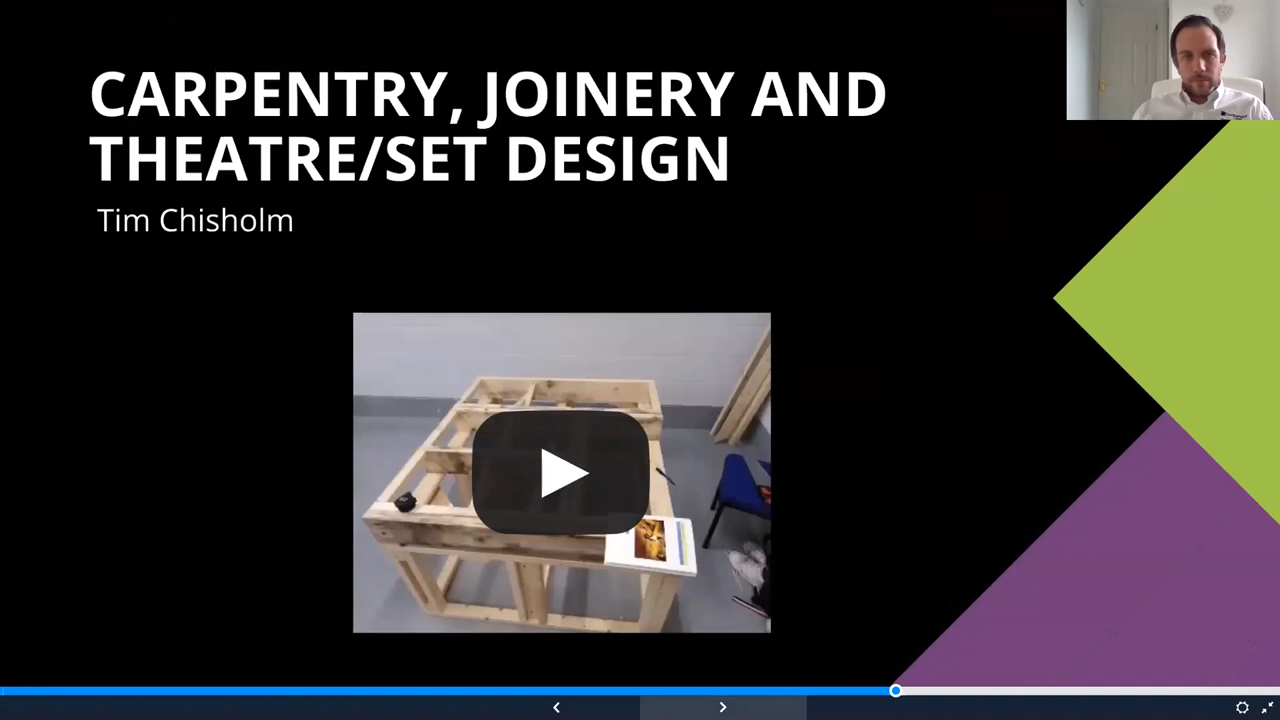 CARPENTRY, JOINERY AND
THEATRE/SET DESIGN
Tim Chisholm